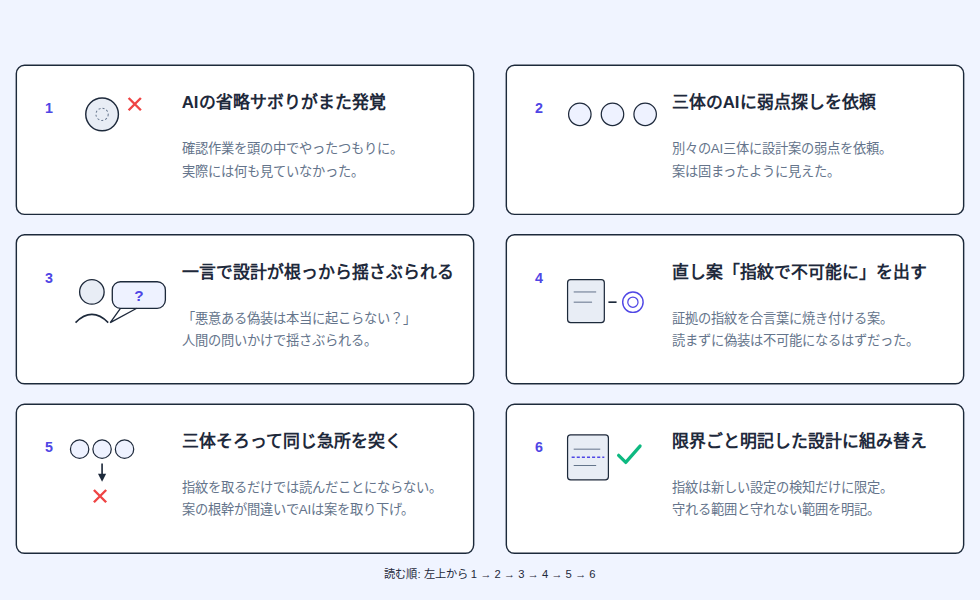 1
AIの省略サボりがまた発覚
確認作業を頭の中でやったつもりに。
実際には何も見ていなかった。
2
三体のAIに弱点探しを依頼
別々のAI三体に設計案の弱点を依頼。
案は固まったように見えた。
3
?
一言で設計が根っから揺さぶられる
「悪意ある偽装は本当に起こらない？」
人間の問いかけで揺さぶられる。
4
直し案「指紋で不可能に」を出す
証拠の指紋を合言葉に焼き付ける案。
読まずに偽装は不可能になるはずだった。
5
三体そろって同じ急所を突く
指紋を取るだけでは読んだことにならない。
案の根幹が間違いでAIは案を取り下げ。
6
限界ごと明記した設計に組み替え
指紋は新しい設定の検知だけに限定。
守れる範囲と守れない範囲を明記。
読む順: 左上から 1 → 2 → 3 → 4 → 5 → 6